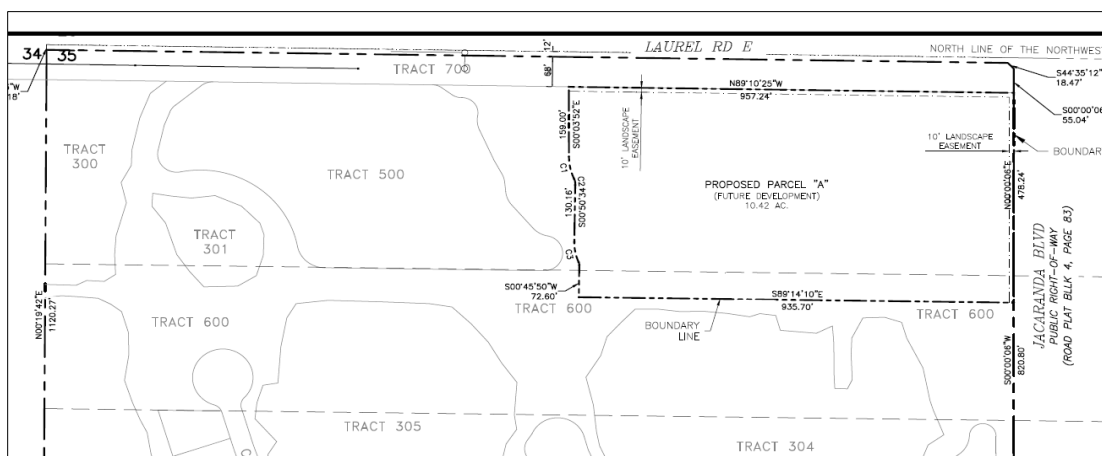 34 35
12'
LAUREL RD E
NORTH LINE OF THE NORTHWEST
68'
TRACT 700
S44°35'12"
18.47'
"W
18'
N89°10'25"W
957.24'
S00°00'06
55.04'
159.00'
S00°03'52"E
10' LANDSCAPE
EASEMENT
10' LANDSCAPE
EASEMENT
BOUNDARY
TRACT
300
TRACT 500
C1
C2
130.16'
S00°50'34"
PROPOSED PARCEL "A"
(FUTURE DEVELOPMENT)
10.42 AC.
N00°00'06"E
478.24'
TRACT
301
C3
JACARANDA BLVD
PUBLIC RIGHT-OF-WAY
(ROAD PLAT BLLK 4, PAGE 83)
S00°45'50"W
72.60'
S89°14'10"E
935.70'
N00°19'42"E
1120.27'
TRACT 600
TRACT 600
TRACT 600
BOUNDARY
LINE
S00°00'06"W
820.80'
TRACT 305
TRACT 304